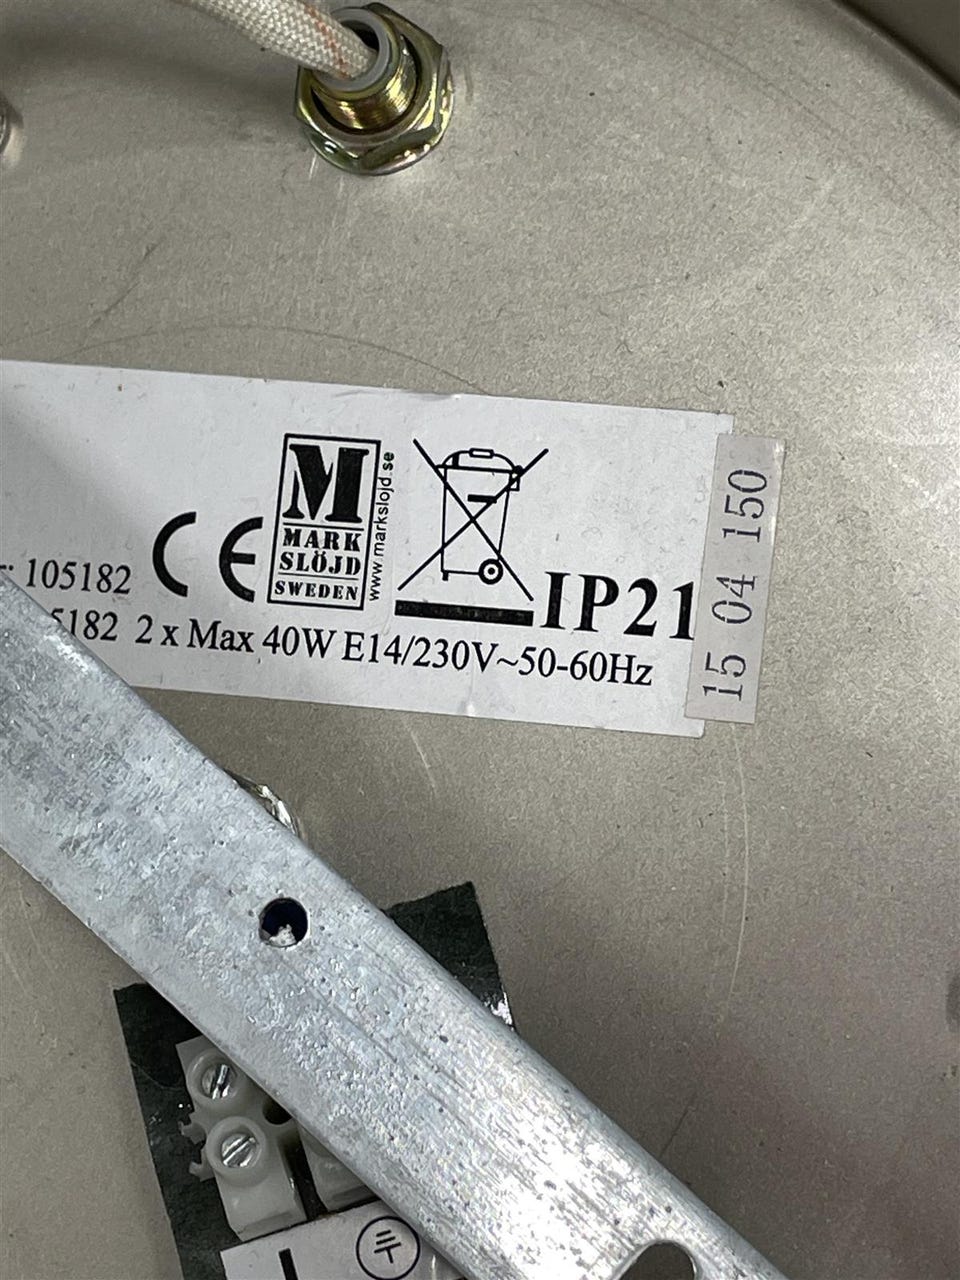 M
MARK
SLÖJD
SWEDEN
www.markslojd.se
CE
105182
IP21
5182 2 x Max 40W E14/230V~50-60Hz
15 04 150